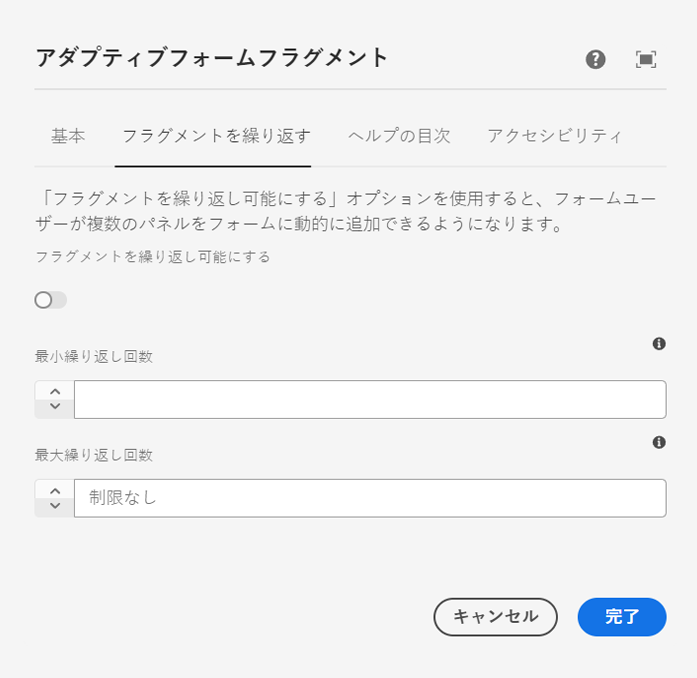 アダプティブフォームフラグメント
基本 フラグメントを繰り返す ヘルプの目次 アクセシビリティ
「フラグメントを繰り返し可能にする」オプションを使用すると、フォームユー
ザーが複数のパネルをフォームに動的に追加できるようになります。
フラグメントを繰り返し可能にする
最小繰り返し回数
最大繰り返し回数
制限なし
キャンセル 完了